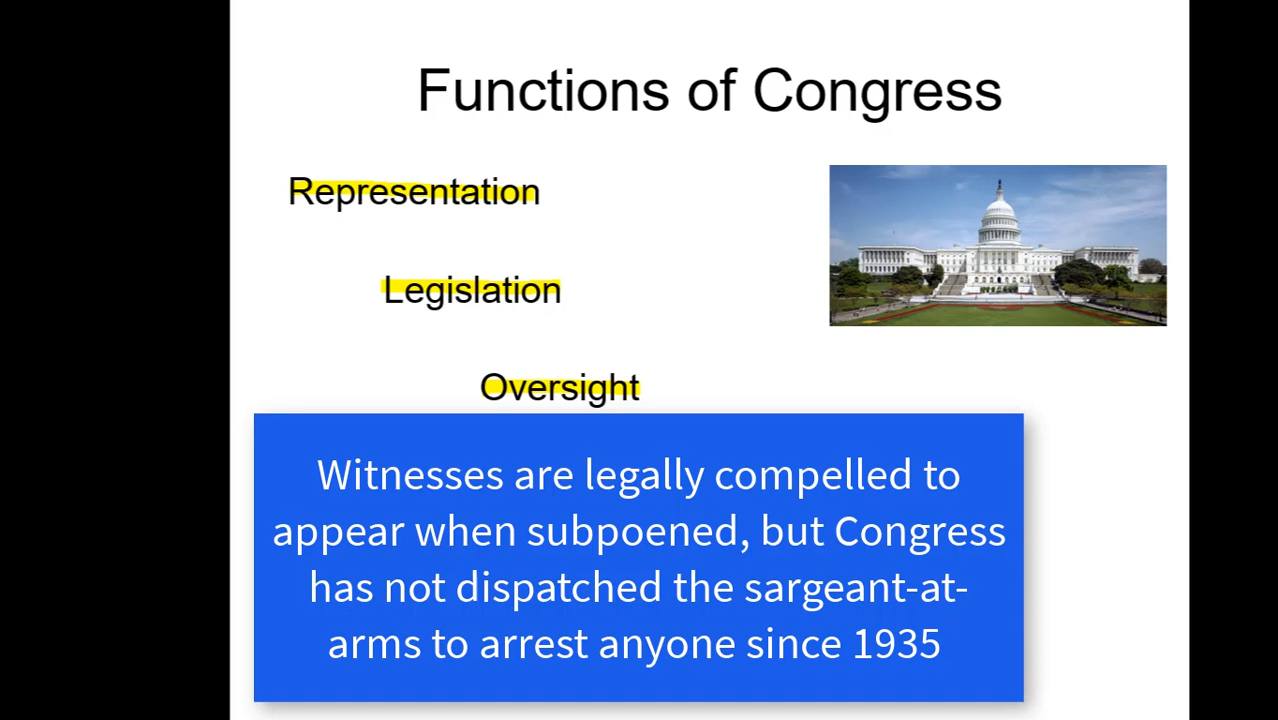 Functions of Congress
Representation
Legislation
Oversight
Witnesses are legally compelled to
appear when subpoened, but Congress
has not dispatched the sargeant-at-
arms to arrest anyone since 1935